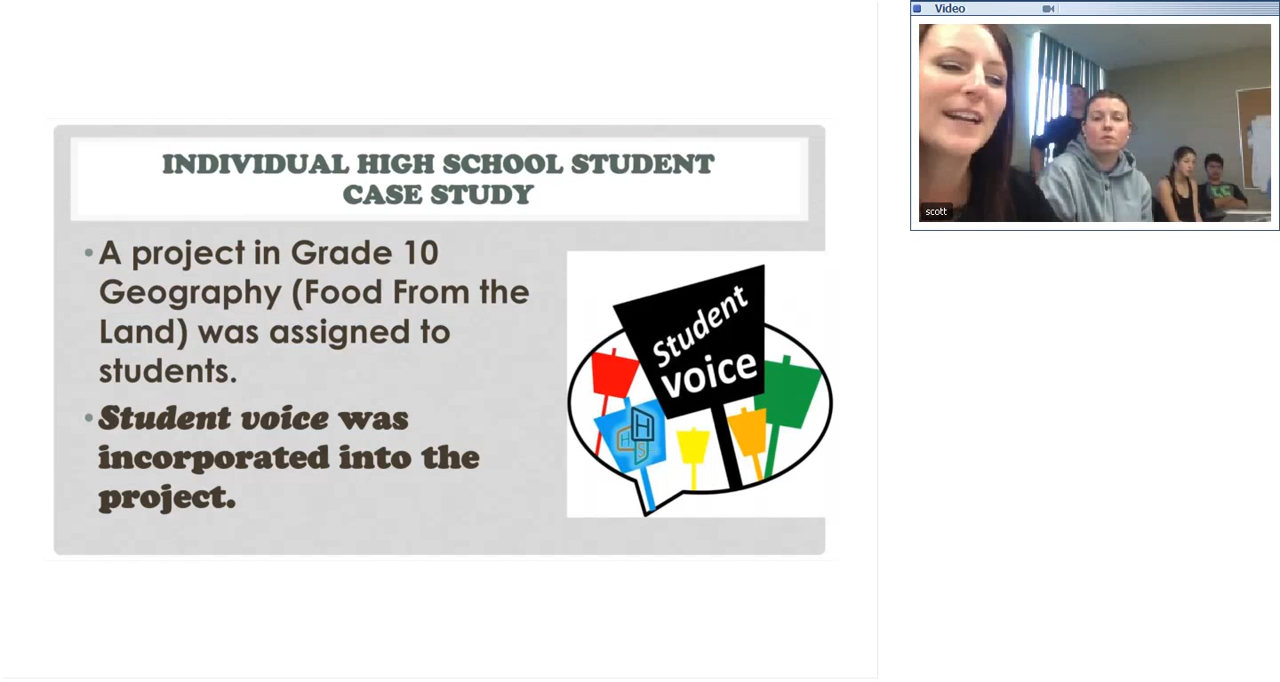 Video
scott
INDIVIDUAL HIGH SCHOOL STUDENT
CASE STUDY
• A project in Grade 10
Geography (Food From the
Land) was assigned to
students.
• Student voice was
incorporated into the
project.
Student
voice
H
H
S